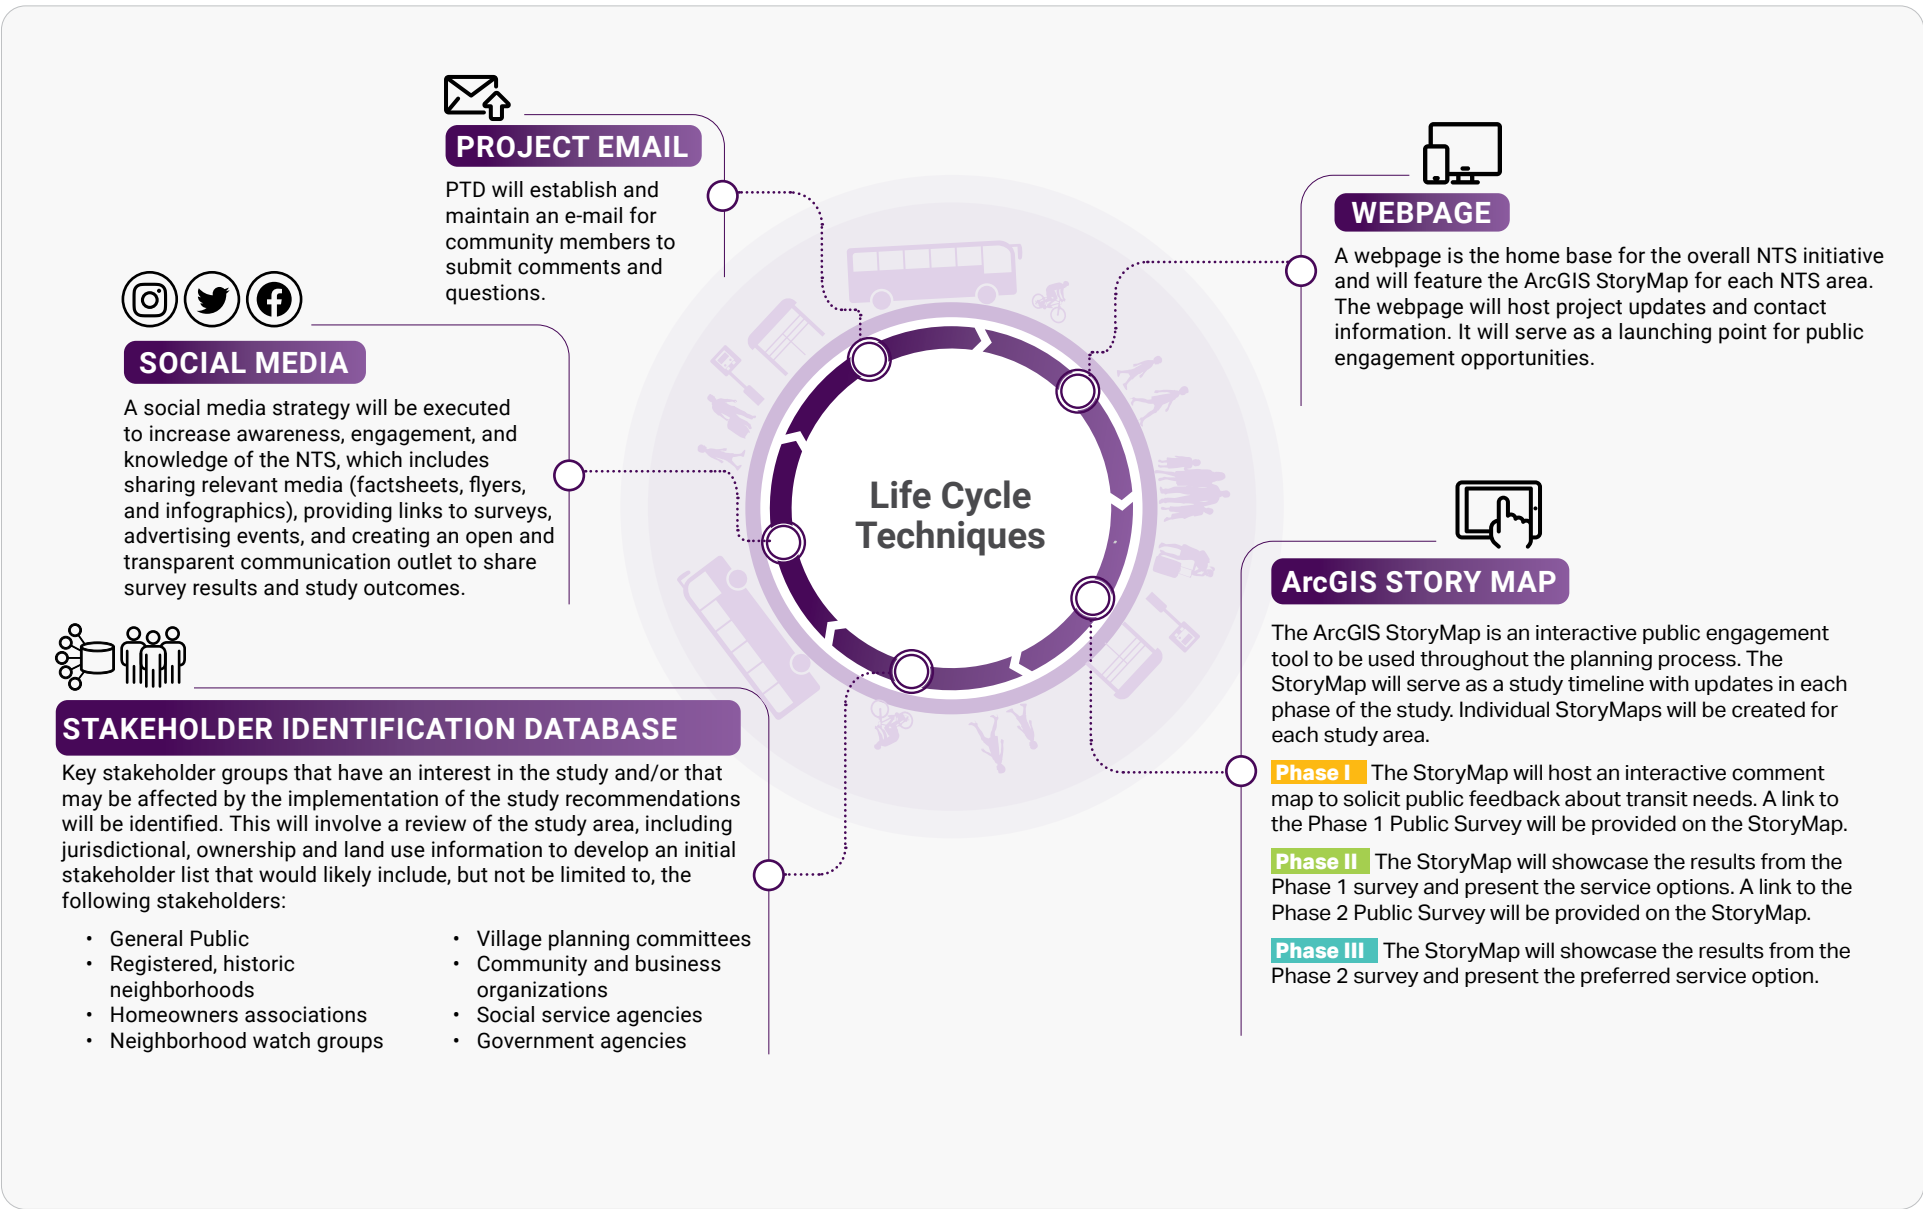 PROJECT EMAIL
PTD will establish and
maintain an e-mail for
community members to
submit comments and
questions.
WEBPAGE
A webpage is the home base for the overall NTS initiative
and will feature the ArcGIS StoryMap for each NTS area.
The webpage will host project updates and contact
information. It will serve as a launching point for public
engagement opportunities.
SOCIAL MEDIA
A social media strategy will be executed
to increase awareness, engagement, and
knowledge of the NTS, which includes
sharing relevant media (factsheets, flyers,
and infographics), providing links to surveys,
advertising events, and creating an open and
transparent communication outlet to share
survey results and study outcomes.
Life Cycle
Techniques
ArcGIS STORY MAP
The ArcGIS StoryMap is an interactive public engagement
tool to be used throughout the planning process. The
StoryMap will serve as a study timeline with updates in each
phase of the study. Individual StoryMaps will be created for
each study area.
Phase I The StoryMap will host an interactive comment
map to solicit public feedback about transit needs. A link to
the Phase 1 Public Survey will be provided on the StoryMap.
Phase II The StoryMap will showcase the results from the
Phase 1 survey and present the service options. A link to the
Phase 2 Public Survey will be provided on the StoryMap.
Phase III The StoryMap will showcase the results from the
Phase 2 survey and present the preferred service option.
STAKEHOLDER IDENTIFICATION DATABASE
Key stakeholder groups that have an interest in the study and/or that
may be affected by the implementation of the study recommendations
will be identified. This will involve a review of the study area, including
jurisdictional, ownership and land use information to develop an initial
stakeholder list that would likely include, but not be limited to, the
following stakeholders:
• General Public
• Registered, historic
neighborhoods
• Homeowners associations
• Neighborhood watch groups
• Village planning committees
• Community and business
organizations
• Social service agencies
• Government agencies